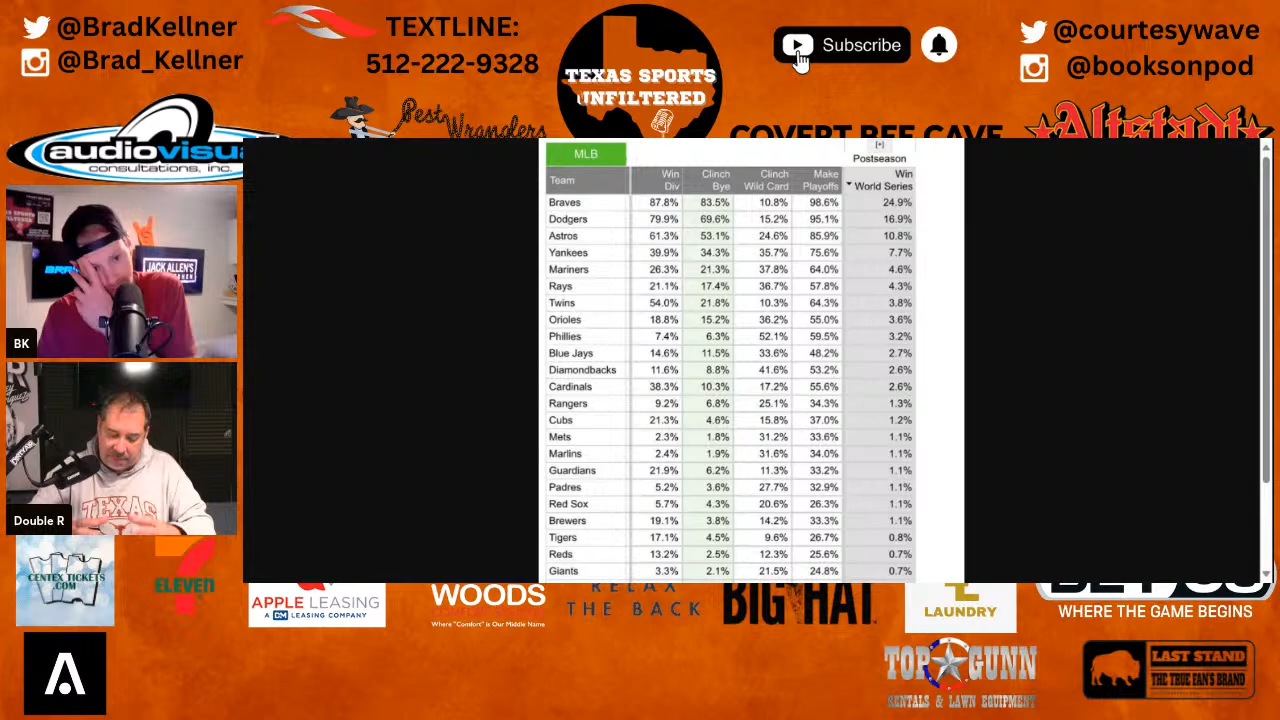 @BradKellner
@Brad_Kellner
TEXTLINE:
512-222-9328
TEXAS SPORTS
UNFILTERED
Subscribe
@courtesywave
@booksonpod
audiovisua
consultations, inc.
Pest
Wranglers
COVERT BEE CAVE
Altstadt
MLB
[+]
Postseason
Team Win Div Clinch Bye Clinch Wild Card Make Playoffs Win World Series
Braves 87.8% 83.5% 10.8% 98.6% 24.9%
Dodgers 79.9% 69.6% 15.2% 95.1% 16.9%
Astros 61.3% 53.1% 24.6% 85.9% 10.8%
Yankees 39.9% 34.3% 35.7% 75.6% 7.7%
Mariners 26.3% 21.3% 37.8% 64.0% 4.6%
Rays 21.1% 17.4% 36.7% 57.8% 4.3%
Twins 54.0% 21.8% 10.3% 64.3% 3.8%
Orioles 18.8% 15.2% 36.2% 55.0% 3.6%
Phillies 7.4% 6.3% 52.1% 59.5% 3.2%
Blue Jays 14.6% 11.5% 33.6% 48.2% 2.7%
Diamondbacks 11.6% 8.8% 41.6% 53.2% 2.6%
Cardinals 38.3% 10.3% 17.2% 55.6% 2.6%
Rangers 9.2% 6.8% 25.1% 34.3% 1.3%
Cubs 21.3% 4.6% 15.8% 37.0% 1.2%
Mets 2.3% 1.8% 31.2% 33.6% 1.1%
Marlins 2.4% 1.9% 31.6% 34.0% 1.1%
Guardians 21.9% 6.2% 11.3% 33.2% 1.1%
Padres 5.2% 3.6% 27.7% 32.9% 1.1%
Red Sox 5.7% 4.3% 20.6% 26.3% 1.1%
Brewers 19.1% 3.8% 14.2% 33.3% 1.1%
Tigers 17.1% 4.5% 9.6% 26.7% 0.8%
Reds 13.2% 2.5% 12.3% 25.6% 0.7%
Giants 3.3% 2.1% 21.5% 24.8% 0.7%
JACK ALLEN'S
BK
TEXAS
Double R
CENTEX TICKETS
.COM
ELEVEN
APPLE LEASING
A LEASING COMPANY
WOODS
Where "Comfort" is Our Middle Name
RELAX
THE BACK
BIG HAT
LAUNDRY
WHERE THE GAME BEGINS
TOP GUNN
RENTALS & LAWN EQUIPMENT
LAST STAND
THE TRUE FAN'S BRAND